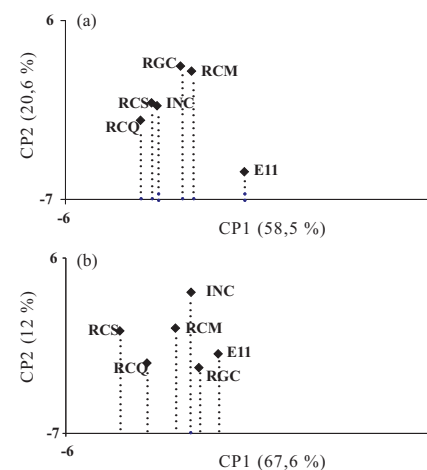 6
(a)
RGC
RCM
RCS
INC
RCQ
E11
CP2 (20,6 %)
-7
-6
CP1 (58,5 %)
6
(b)
INC
RCS
RCM
RCQ
E11
RGC
CP2 (12 %)
-7
-6
CP1 (67,6 %)